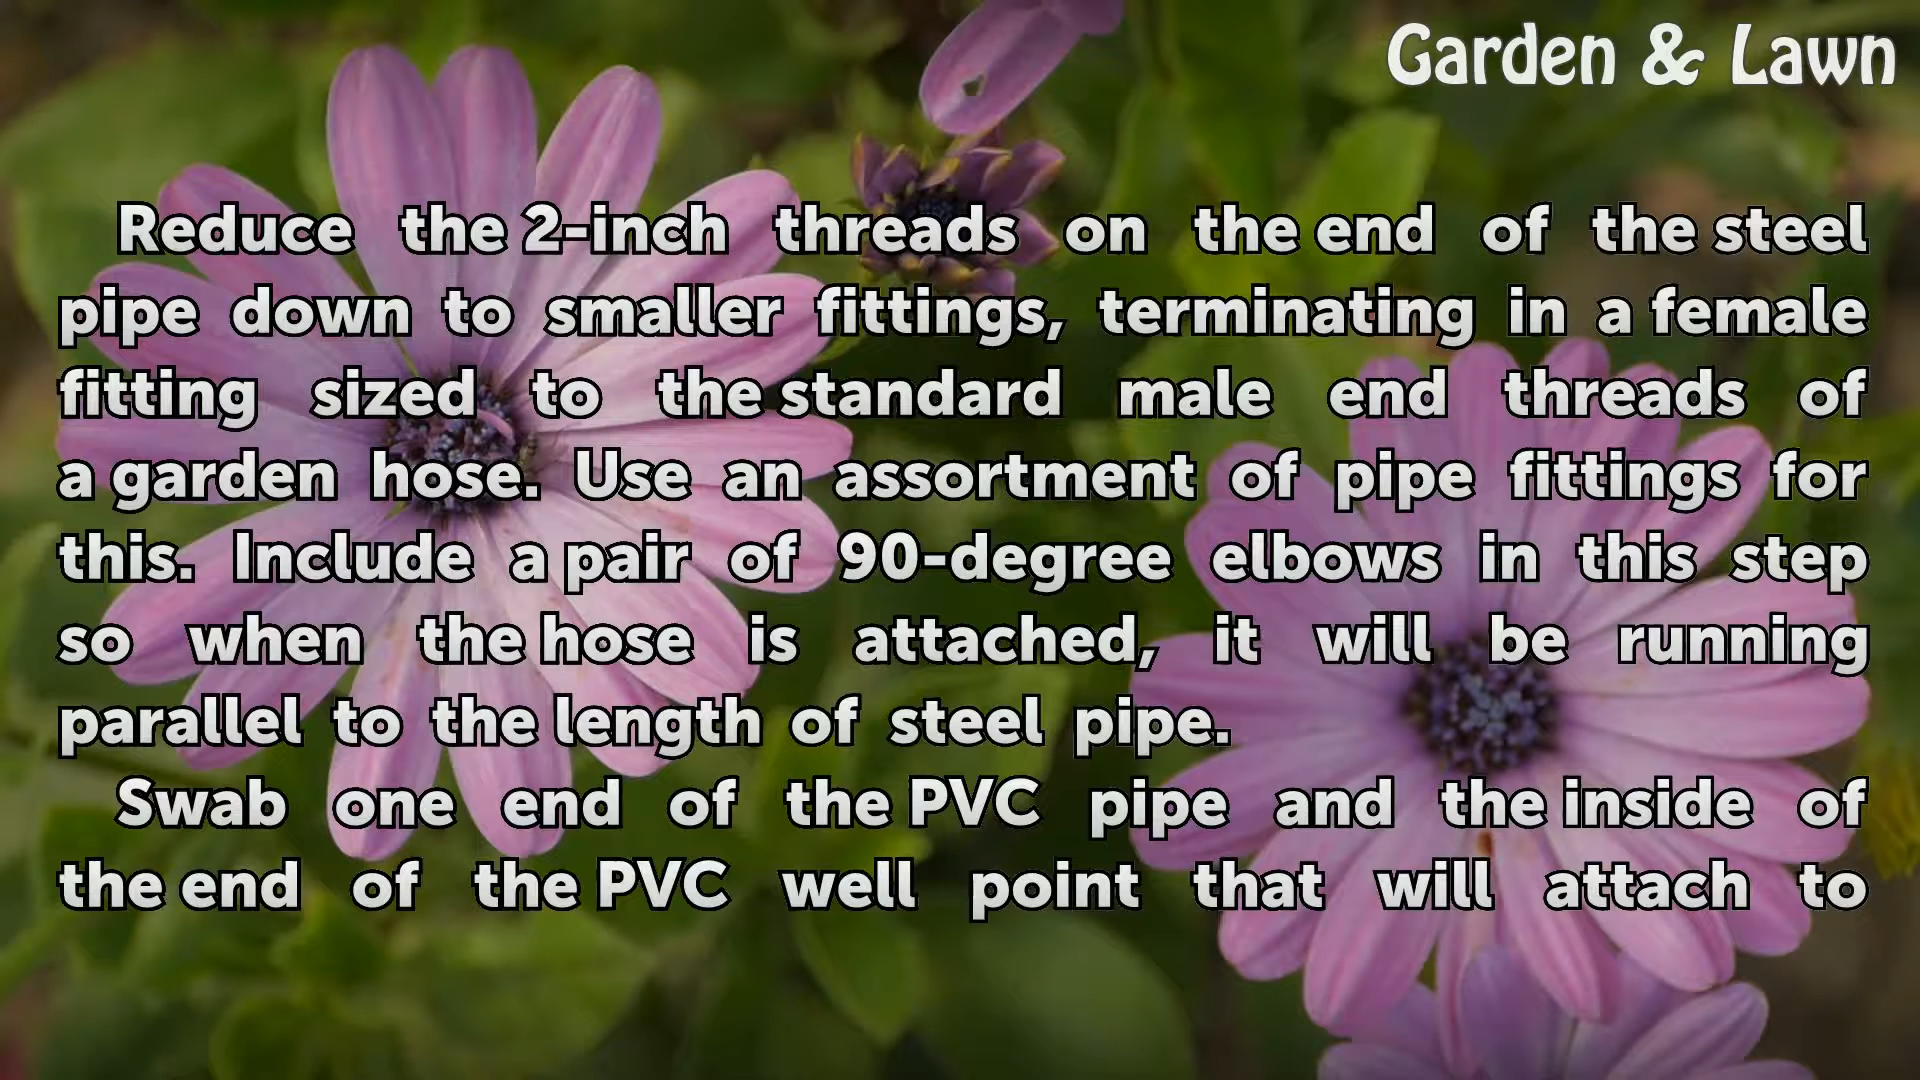 Garden & Lawn
Reduce the 2-inch threads on the end of the steel
pipe down to smaller fittings, terminating in a female
fitting sized to the standard male end threads of
a garden hose. Use an assortment of pipe fittings for
this. Include a pair of 90-degree elbows in this step
so when the hose is attached, it will be running
parallel to the length of steel pipe.
Swab one end of the PVC pipe and the inside of
the end of the PVC well point that will attach to